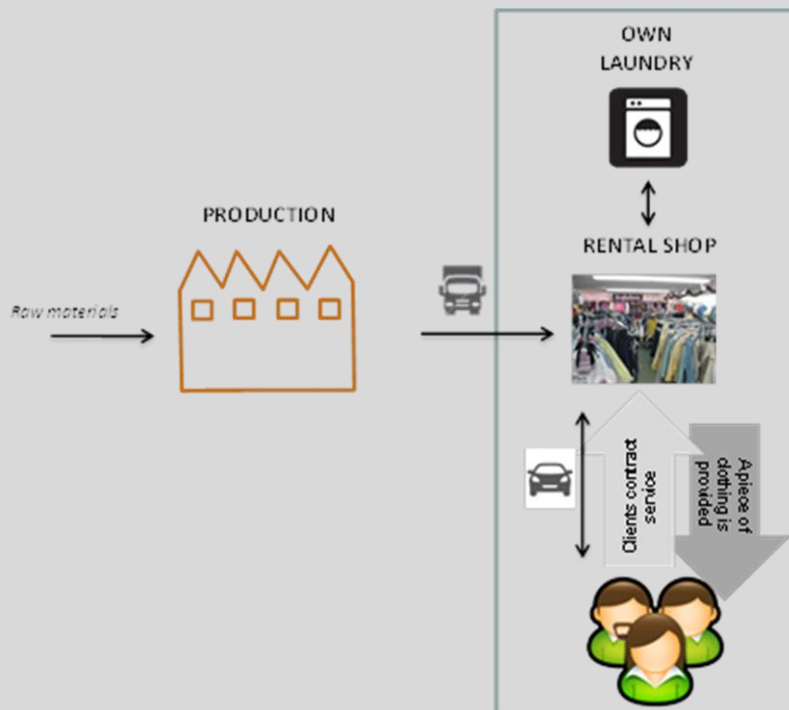 OWN
LAUNDRY
PRODUCTION
RENTAL SHOP
Raw materials
Clients contract
service
A piece of
clothing is
provided